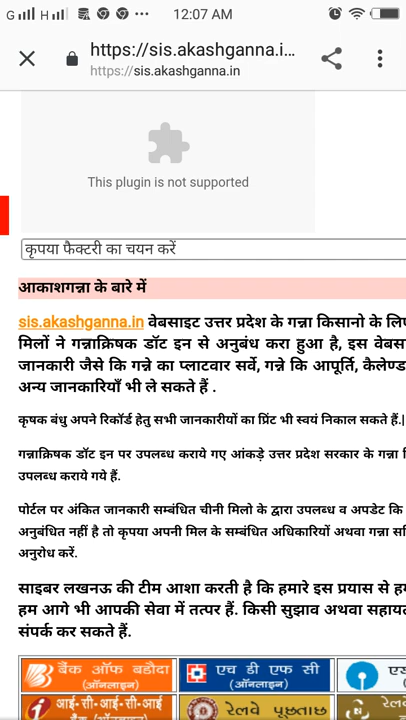 G H ... 12:07 AM
https://sis.akashganna.i...
https://sis.akashganna.in
This plugin is not supported
कृपया फैक्टरी का चयन करें
आकाशगन्ना के बारे में
sis.akashganna.in वेबसाइट उत्तर प्रदेश के गन्ना किसानो के लिए
मिलों ने गन्नाक्रिषक डॉट इन से अनुबंध करा हुआ है, इस वेबसा
जानकारी जैसे कि गन्ने का प्लाटवार सर्वे, गन्ने कि आपूर्ति, कैलेण्ड
अन्य जानकारियाँ भी ले सकते हैं .
कृषक बंधु अपने रिकॉर्ड हेतु सभी जानकारीयों का प्रिंट भी स्वयं निकाल सकते हैं.|
गन्नाक्रिषक डॉट इन पर उपलब्ध कराये गए आंकड़े उत्तर प्रदेश सरकार के गन्ना
उपलब्ध कराये गये हैं.
पोर्टल पर अंकित जानकारी सम्बंधित चीनी मिलो के द्वारा उपलब्ध व अपडेट कि
अनुबंधित नहीं है तो कृपया अपनी मिल के सम्बंधित अधिकारियों अथवा गन्ना
अनुरोध करें.
साइबर लखनऊ की टीम आशा करती है कि हमारे इस प्रयास से
हम आगे भी आपकी सेवा में तत्पर हैं. किसी सुझाव अथवा सहाय
संपर्क कर सकते हैं.
बैंक ऑफ बडौदा
(ऑनलाइन)
एच डी एफ सी
(ऑनलाइन)
आई-सी-आई-सी-आई
रेलवे पूछताछ